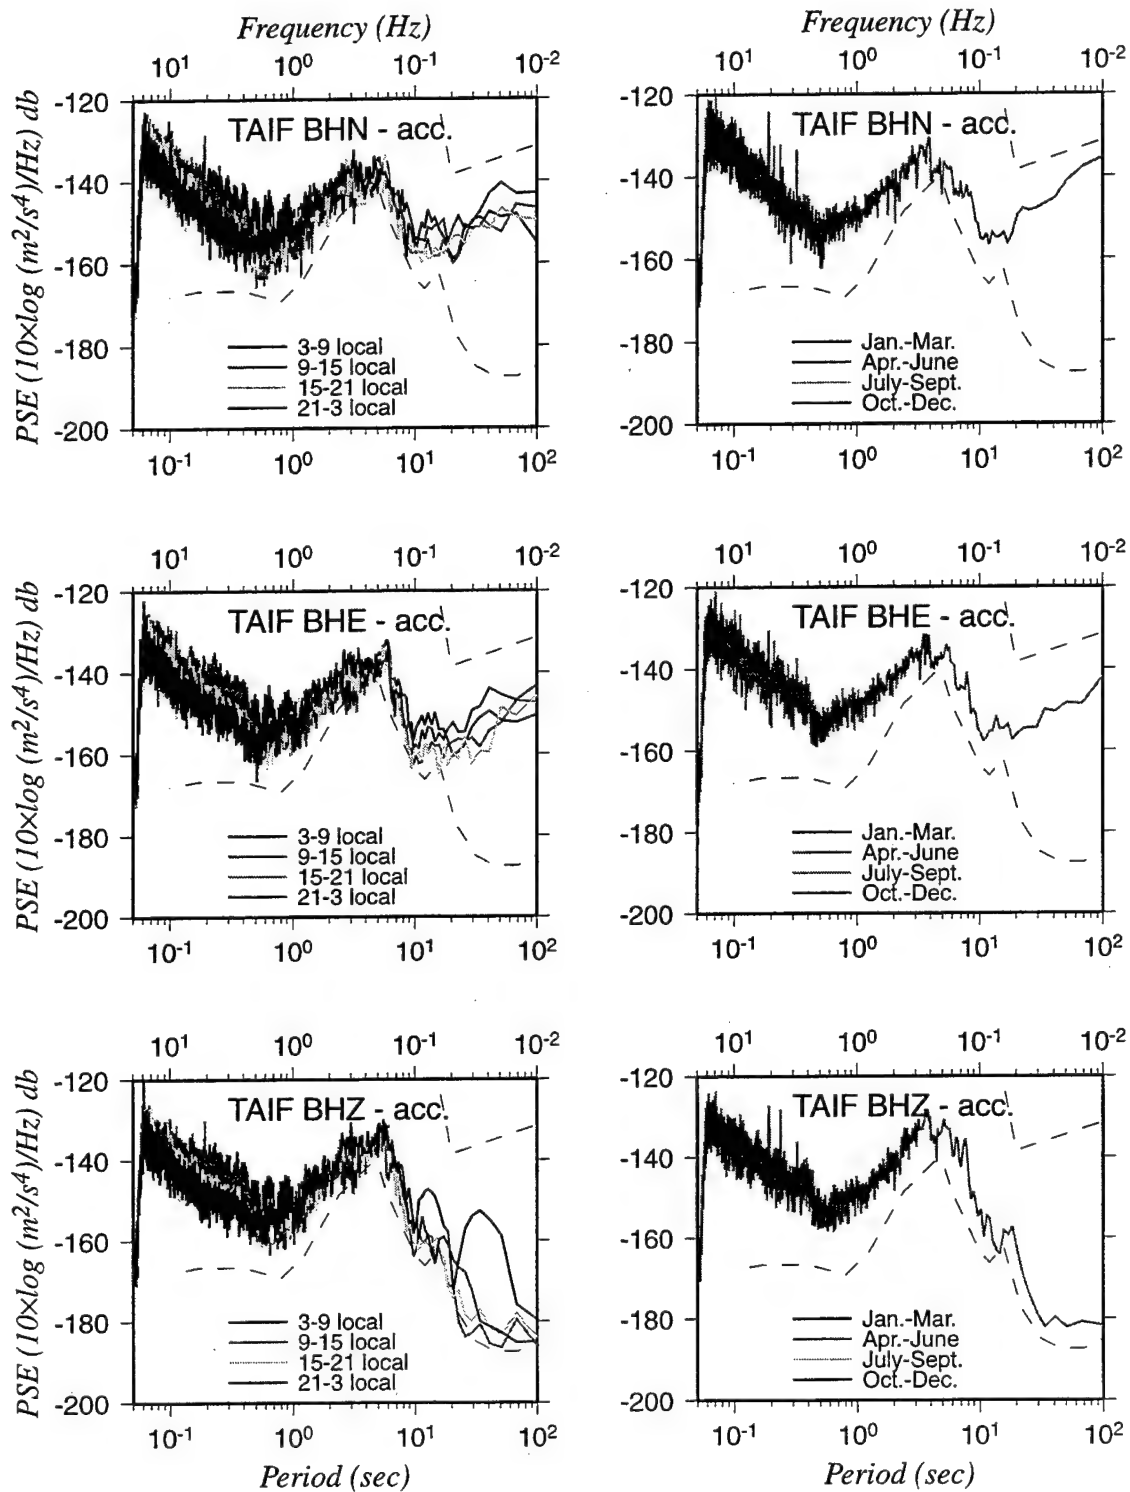 Frequency (Hz)
10¹ 10⁰ 10⁻¹ 10⁻²
PSE (10×log (m²/s⁴)/Hz) db
-120
-140
-160
-180
-200
TAIF BHN - acc.
3-9 local
9-15 local
15-21 local
21-3 local
10⁻¹ 10⁰ 10¹ 10²
Frequency (Hz)
10¹ 10⁰ 10⁻¹ 10⁻²
-120
-140
-160
-180
-200
TAIF BHN - acc.
Jan.-Mar.
Apr.-June
July-Sept.
Oct.-Dec.
10⁻¹ 10⁰ 10¹ 10²
10¹ 10⁰ 10⁻¹ 10⁻²
PSE (10×log (m²/s⁴)/Hz) db
-120
-140
-160
-180
-200
TAIF BHE - acc.
3-9 local
9-15 local
15-21 local
21-3 local
10⁻¹ 10⁰ 10¹ 10²
10¹ 10⁰ 10⁻¹ 10⁻²
-120
-140
-160
-180
-200
TAIF BHE - acc.
Jan.-Mar.
Apr.-June
July-Sept.
Oct.-Dec.
10⁻¹ 10⁰ 10¹ 10²
10¹ 10⁰ 10⁻¹ 10⁻²
PSE (10×log (m²/s⁴)/Hz) db
-120
-140
-160
-180
-200
TAIF BHZ - acc.
3-9 local
9-15 local
15-21 local
21-3 local
10⁻¹ 10⁰ 10¹ 10²
Period (sec)
10¹ 10⁰ 10⁻¹ 10⁻²
-120
-140
-160
-180
-200
TAIF BHZ - acc.
Jan.-Mar.
Apr.-June
July-Sept.
Oct.-Dec.
10⁻¹ 10⁰ 10¹ 10²
Period (sec)